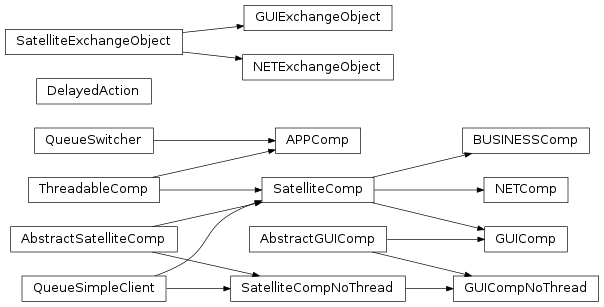 GUIExchangeObject
SatelliteExchangeObject
NETExchangeObject
DelayedAction
QueueSwitcher
APPComp
BUSINESSComp
ThreadableComp
SatelliteComp
NETComp
AbstractSatelliteComp
AbstractGUIComp
GUIComp
QueueSimpleClient
SatelliteCompNoThread
GUICompNoThread